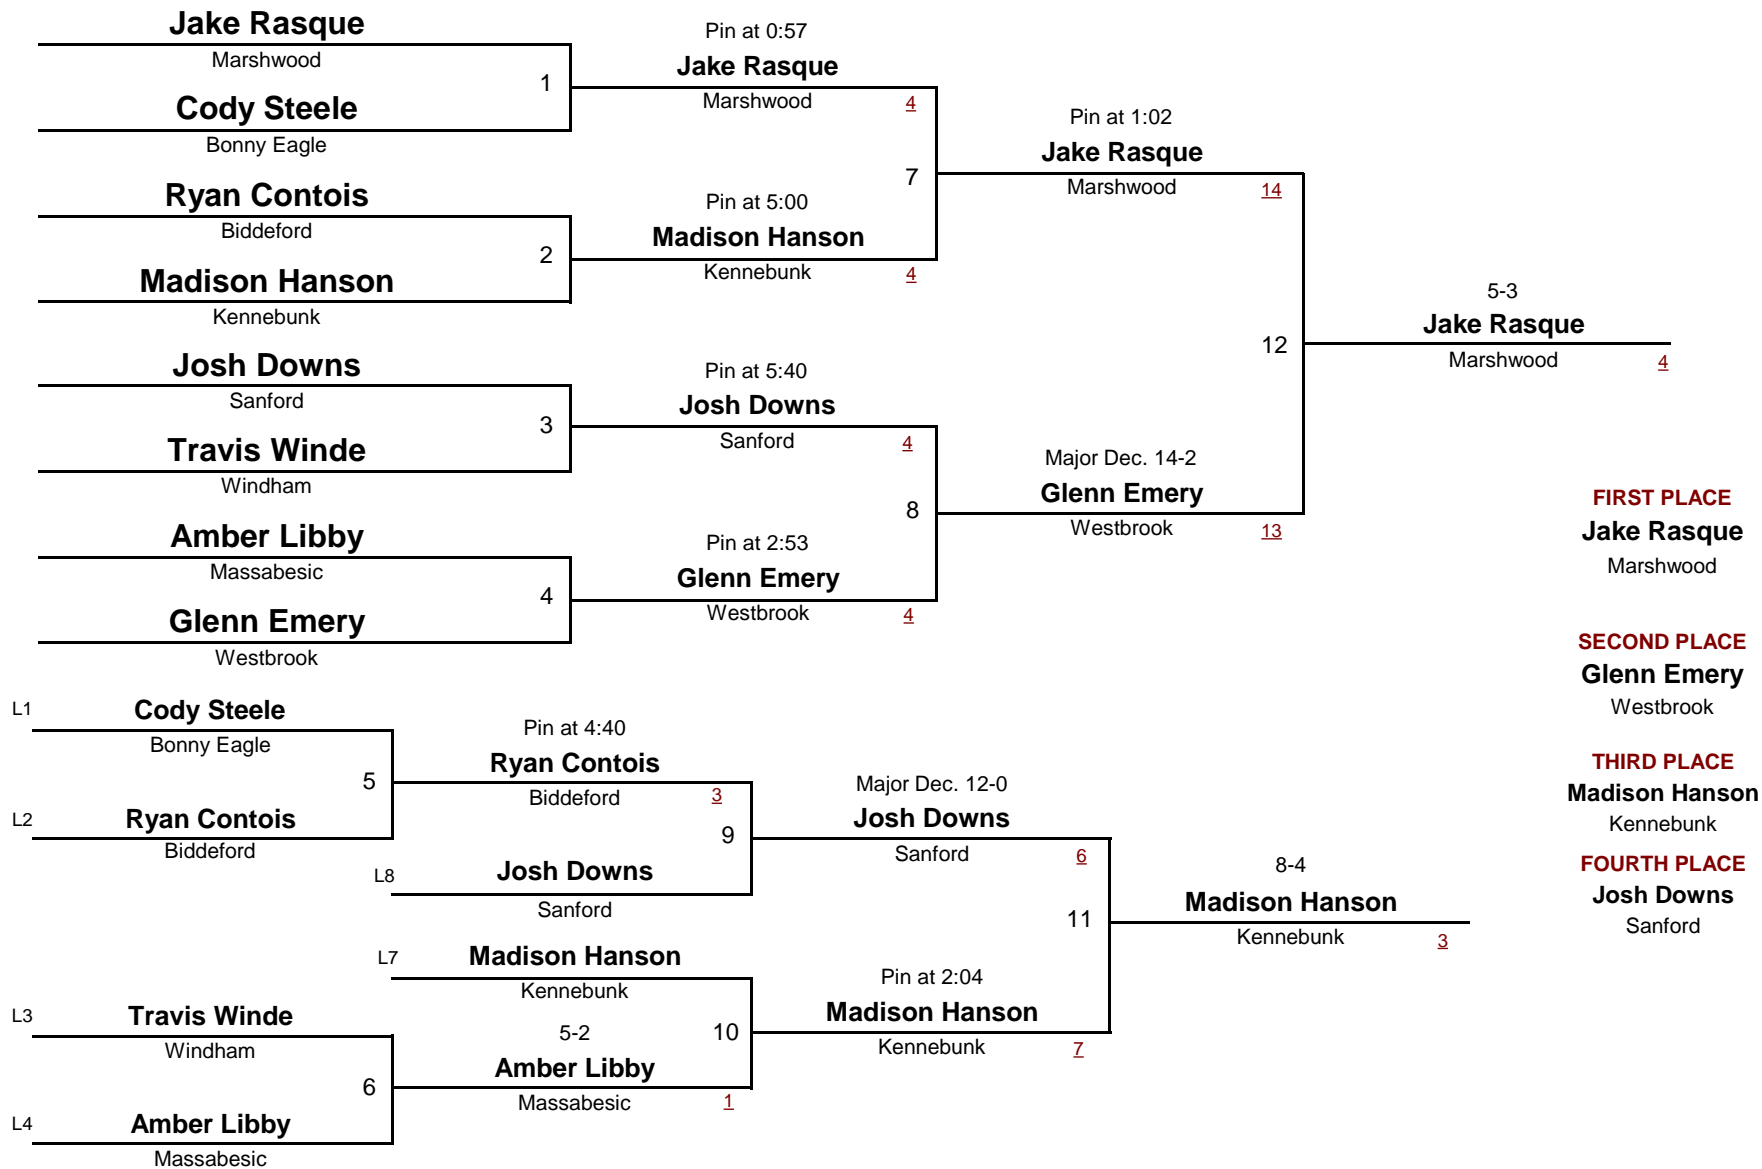 Jake Rasque
Marshwood
1
Cody Steele
Bonny Eagle
Pin at 0:57
Jake Rasque
Marshwood 4
Ryan Contois
Biddeford
2
Madison Hanson
Kennebunk
Pin at 5:00
Madison Hanson
Kennebunk 4
7
Pin at 1:02
Jake Rasque
Marshwood 14
Josh Downs
Sanford
3
Travis Winde
Windham
Pin at 5:40
Josh Downs
Sanford 4
Amber Libby
Massabesic
4
Glenn Emery
Westbrook
Pin at 2:53
Glenn Emery
Westbrook 4
8
Major Dec. 14-2
Glenn Emery
Westbrook 13
12
5-3
Jake Rasque
Marshwood 4
FIRST PLACE
Jake Rasque
Marshwood
SECOND PLACE
Glenn Emery
Westbrook
THIRD PLACE
Madison Hanson
Kennebunk
FOURTH PLACE
Josh Downs
Sanford
L1 Cody Steele
Bonny Eagle
5
L2 Ryan Contois
Biddeford
Pin at 4:40
Ryan Contois
Biddeford 3
9
L8 Josh Downs
Sanford
Major Dec. 12-0
Josh Downs
Sanford 6
L7 Madison Hanson
Kennebunk
L3 Travis Winde
Windham
6
L4 Amber Libby
Massabesic
5-2
Amber Libby
Massabesic 1
10
Pin at 2:04
Madison Hanson
Kennebunk 7
11
8-4
Madison Hanson
Kennebunk 3